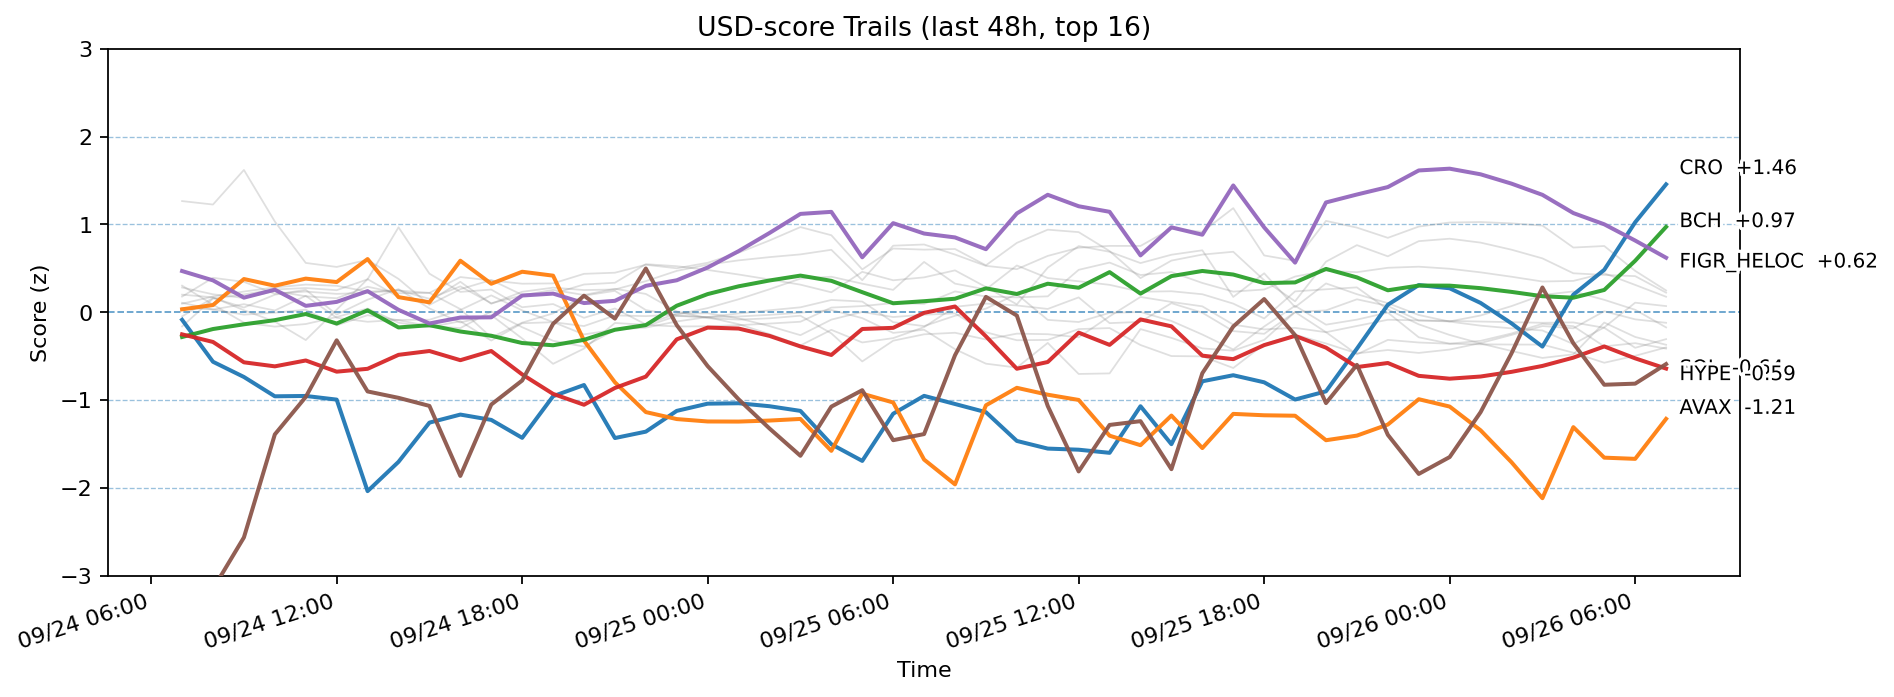 USD-score Trails (last 48h, top 16)
Score (z)
3
2
1
0
−1
−2
−3
CRO +1.46
BCH +0.97
FIGR_HELOC +0.62
HYPE -0.59
AVAX -1.21
09/24 06:00
09/24 12:00
09/24 18:00
09/25 00:00
09/25 06:00
09/25 12:00
09/25 18:00
09/26 00:00
09/26 06:00
Time